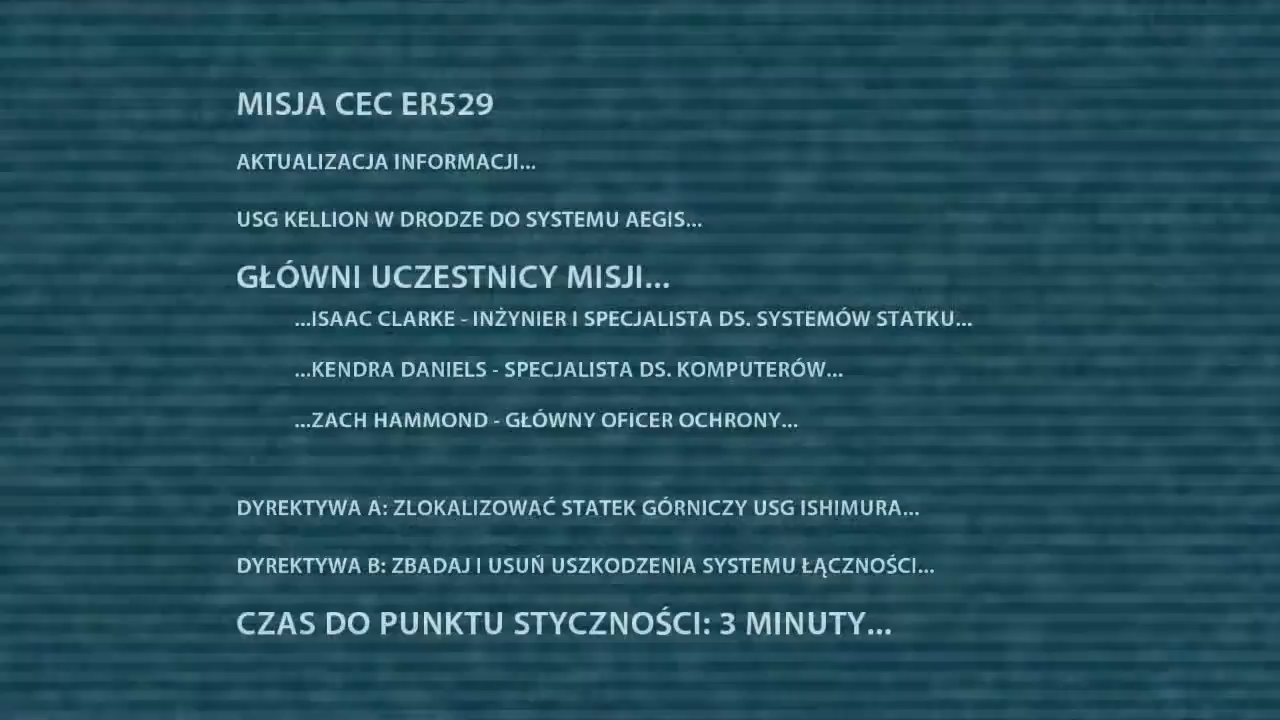 MISJA CEC ER529
AKTUALIZACJA INFORMACJI...
USG KELLION W DRODZE DO SYSTEMU AEGIS...
GŁÓWNI UCZESTNICY MISJI...
...ISAAC CLARKE - INŻYNIER I SPECJALISTA DS. SYSTEMÓW STATKU...
...KENDRA DANIELS - SPECJALISTA DS. KOMPUTERÓW...
...ZACH HAMMOND - GŁÓWNY OFICER OCHRONY...
DYREKTYWA A: ZLOKALIZOWAĆ STATEK GÓRNICZY USG ISHIMURA...
DYREKTYWA B: ZBADAJ I USUŃ USZKODZENIA SYSTEMU ŁĄCZNOŚCI...
CZAS DO PUNKTU STYCZNOŚCI: 3 MINUTY...